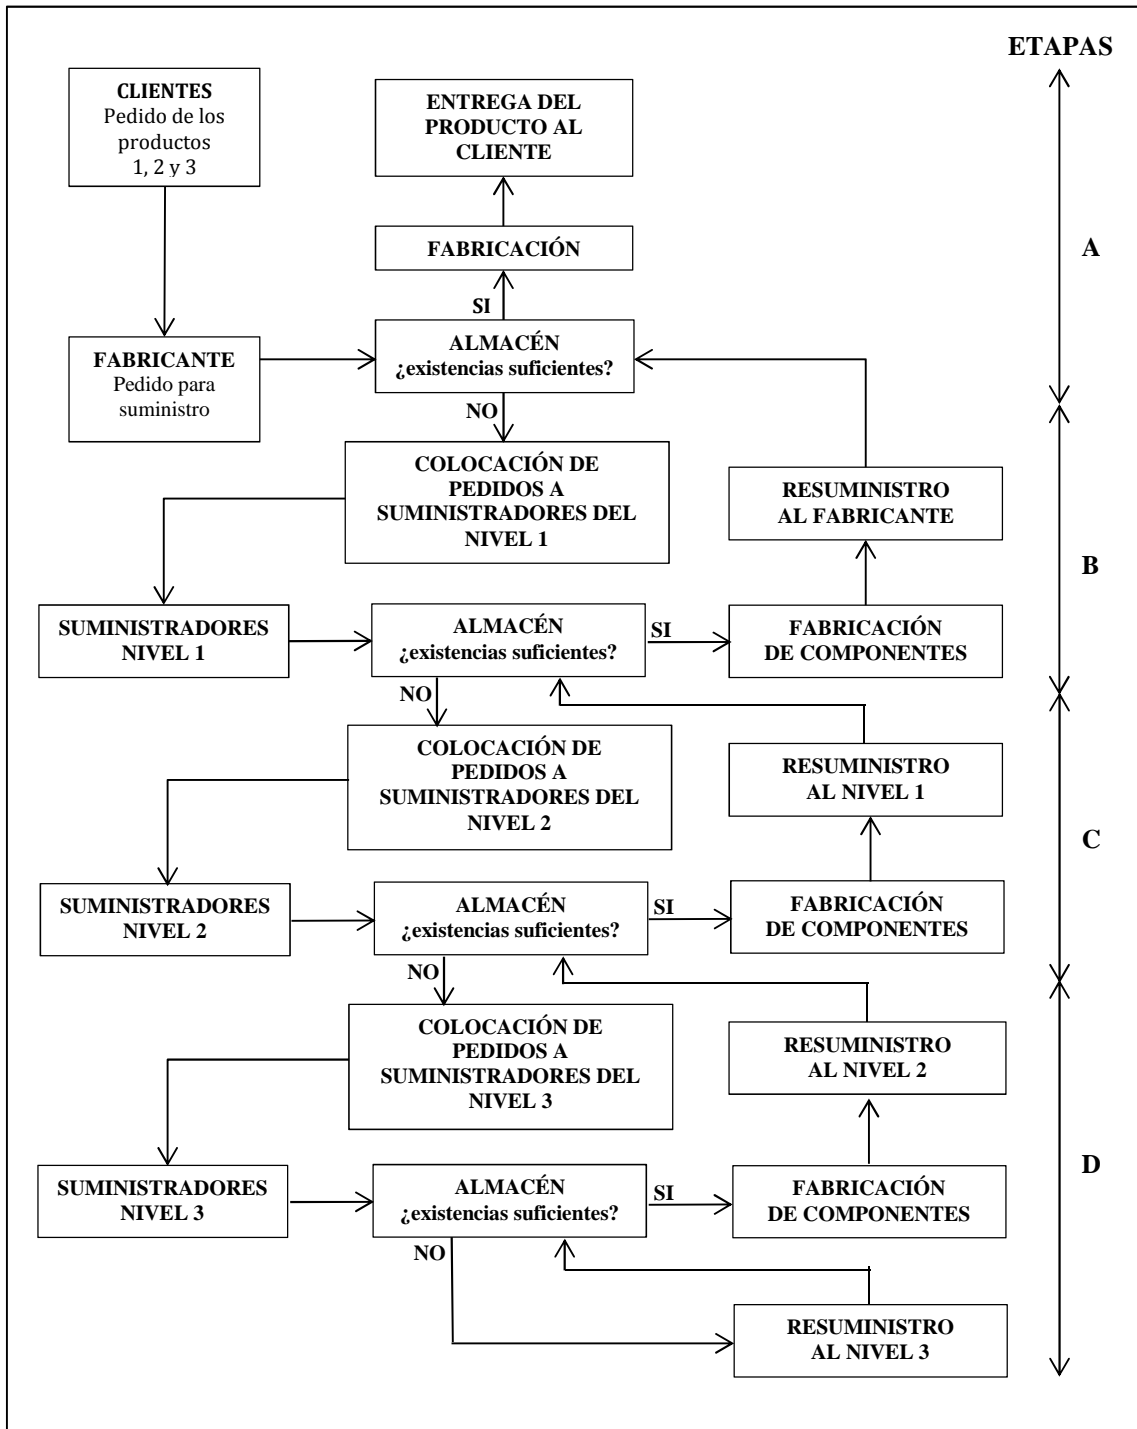 ETAPAS
CLIENTES
Pedido de los
productos
1, 2 y 3
ENTREGA DEL
PRODUCTO AL
CLIENTE
FABRICACIÓN
A
SI
FABRICANTE
Pedido para
suministro
ALMACÉN
¿existencias suficientes?
NO
COLOCACIÓN DE
PEDIDOS A
SUMINISTRADORES DEL
NIVEL 1
RESUMINISTRO
AL FABRICANTE
B
SUMINISTRADORES
NIVEL 1
ALMACÉN
¿existencias suficientes?
SI
FABRICACIÓN
DE COMPONENTES
NO
COLOCACIÓN DE
PEDIDOS A
SUMINISTRADORES DEL
NIVEL 2
RESUMINISTRO
AL NIVEL 1
C
SUMINISTRADORES
NIVEL 2
ALMACÉN
¿existencias suficientes?
SI
FABRICACIÓN
DE COMPONENTES
NO
COLOCACIÓN DE
PEDIDOS A
SUMINISTRADORES DEL
NIVEL 3
RESUMINISTRO
AL NIVEL 2
D
SUMINISTRADORES
NIVEL 3
ALMACÉN
¿existencias suficientes?
SI
FABRICACIÓN
DE COMPONENTES
NO
RESUMINISTRO
AL NIVEL 3